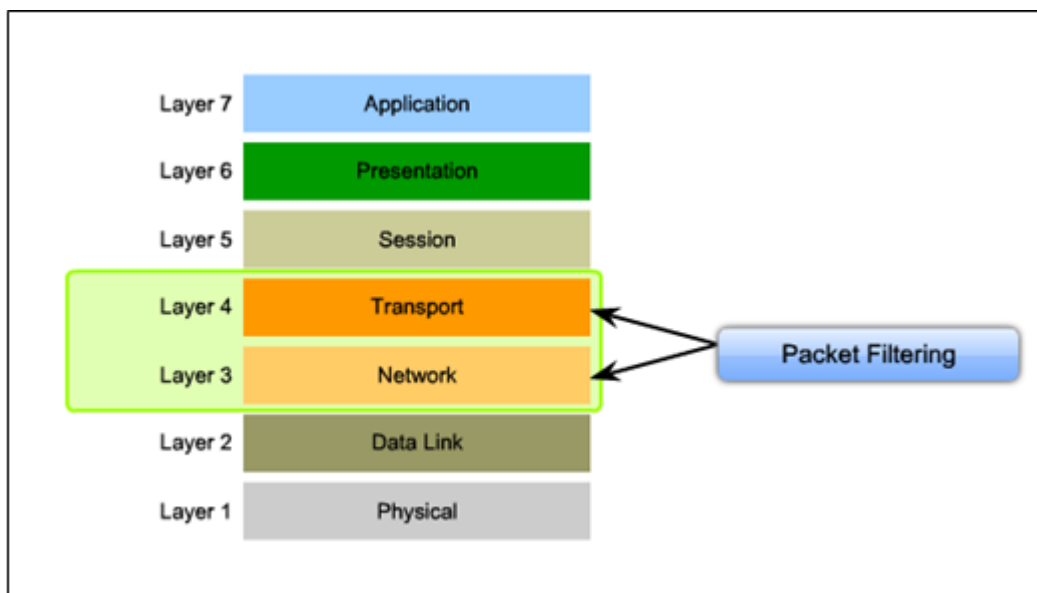 Layer 7 Application
Layer 6 Presentation
Layer 5 Session
Layer 4 Transport
Layer 3 Network
Packet Filtering
Layer 2 Data Link
Layer 1 Physical